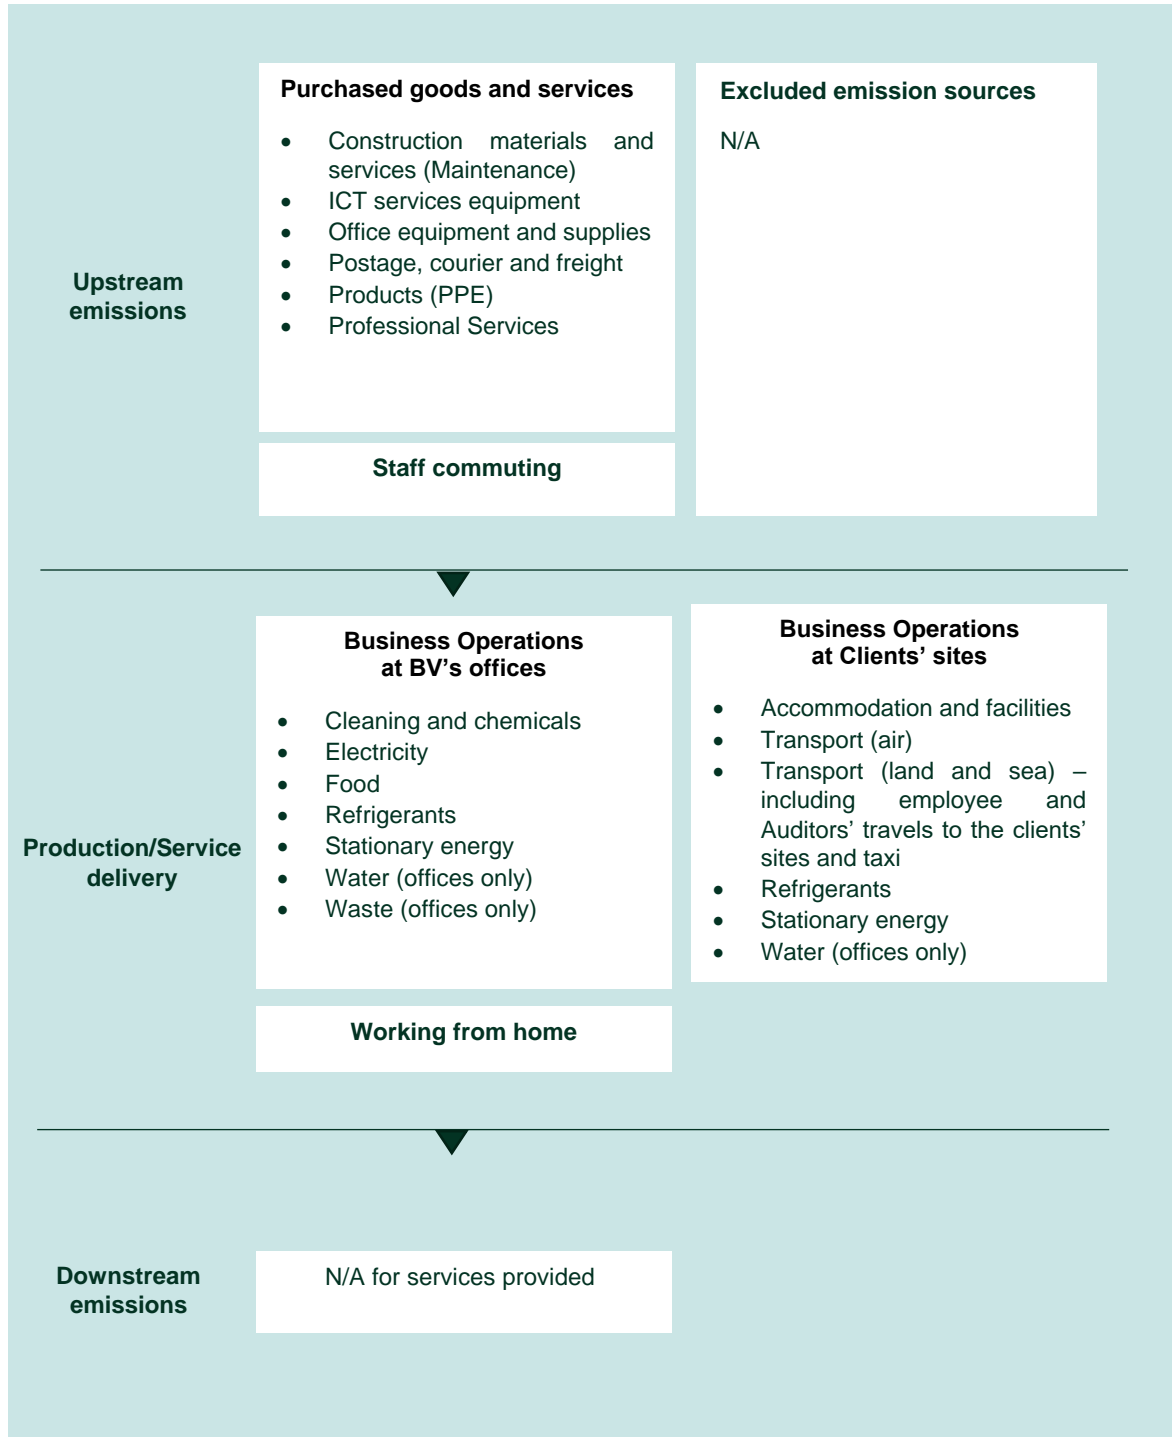 Purchased goods and services
• Construction materials and
services (Maintenance)
• ICT services equipment
• Office equipment and supplies
• Postage, courier and freight
• Products (PPE)
• Professional Services
Excluded emission sources
N/A
Upstream
emissions
Staff commuting
Business Operations
at BV's offices
• Cleaning and chemicals
• Electricity
• Food
• Refrigerants
• Stationary energy
• Water (offices only)
• Waste (offices only)
Business Operations
at Clients' sites
• Accommodation and facilities
• Transport (air)
• Transport (land and sea) –
including employee and
Auditors' travels to the clients'
sites and taxi
• Refrigerants
• Stationary energy
• Water (offices only)
Production/Service
delivery
Working from home
Downstream
emissions
N/A for services provided